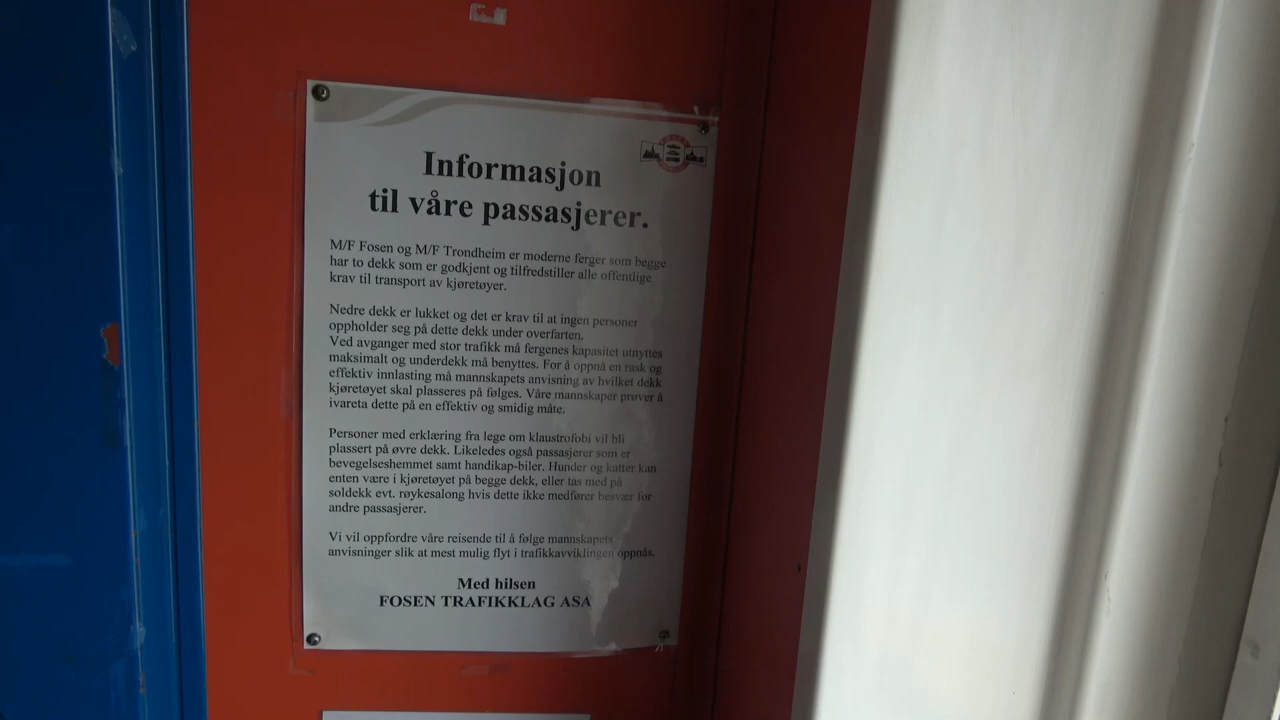 Informasjon
til våre passasjerer.
M/F Fosen og M/F Trondheim er moderne ferger som begge
har to dekk som er godkjent og tilfredstiller alle offentlige
krav til transport av kjøretøyer.
Nedre dekk er lukket og det er krav til at ingen personer
oppholder seg på dette dekk under overfarten.
Ved avganger med stor trafikk må fergenes kapasitet utnyttes
maksimalt og underdekk må benyttes. For å oppnå en rask og
effektiv innlasting må mannskapets anvisning av hvilket dekk
kjøretøyet skal plasseres på følges. Våre mannskaper prøver å
ivareta dette på en effektiv og smidig måte.
Personer med erklæring fra lege om klaustrofobi vil bli
plassert på øvre dekk. Likeledes også passasjerer som er
bevegelseshemmet samt handikap-biler. Hunder og katter kan
enten være i kjøretøyet på begge dekk, eller tas med på
soldekk evt. røykesalong hvis dette ikke medfører besvær for
andre passasjerer.
Vi vil oppfordre våre reisende til å følge mannskapets
anvisninger slik at mest mulig flyt i trafikkavviklingen oppnås.
Med hilsen
FOSEN TRAFIKKLAG ASA